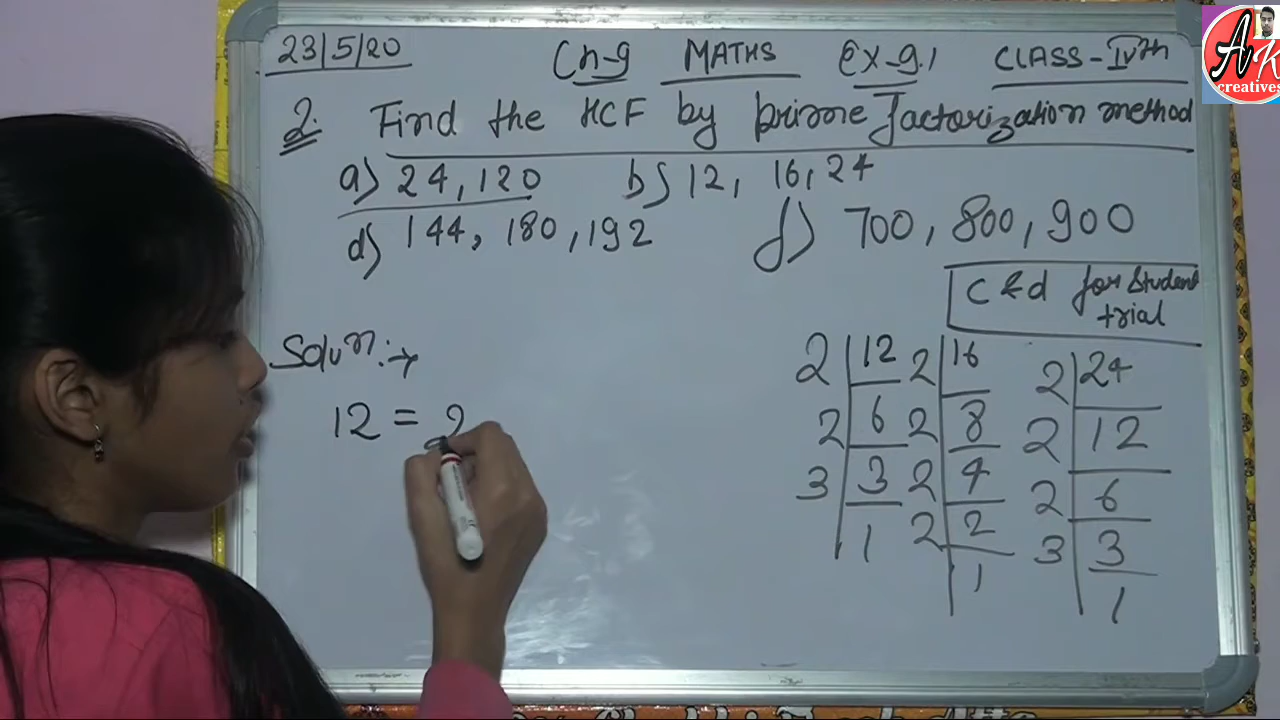 23/5/20 Ch-9 MATHS Ex-9.1 CLASS-IVth
2. Find the HCF by prime factorization method
a) 24, 120 b) 12, 16, 24
d) 144, 180, 192 f) 700, 800, 900
C & d for Student
trial
Solun:→
12 = 2
2 12 2 16 2 24
2 6 2 8 2 12
3 3 2 4 2 6
1 2 2 3 3
1 1
AK
creatives